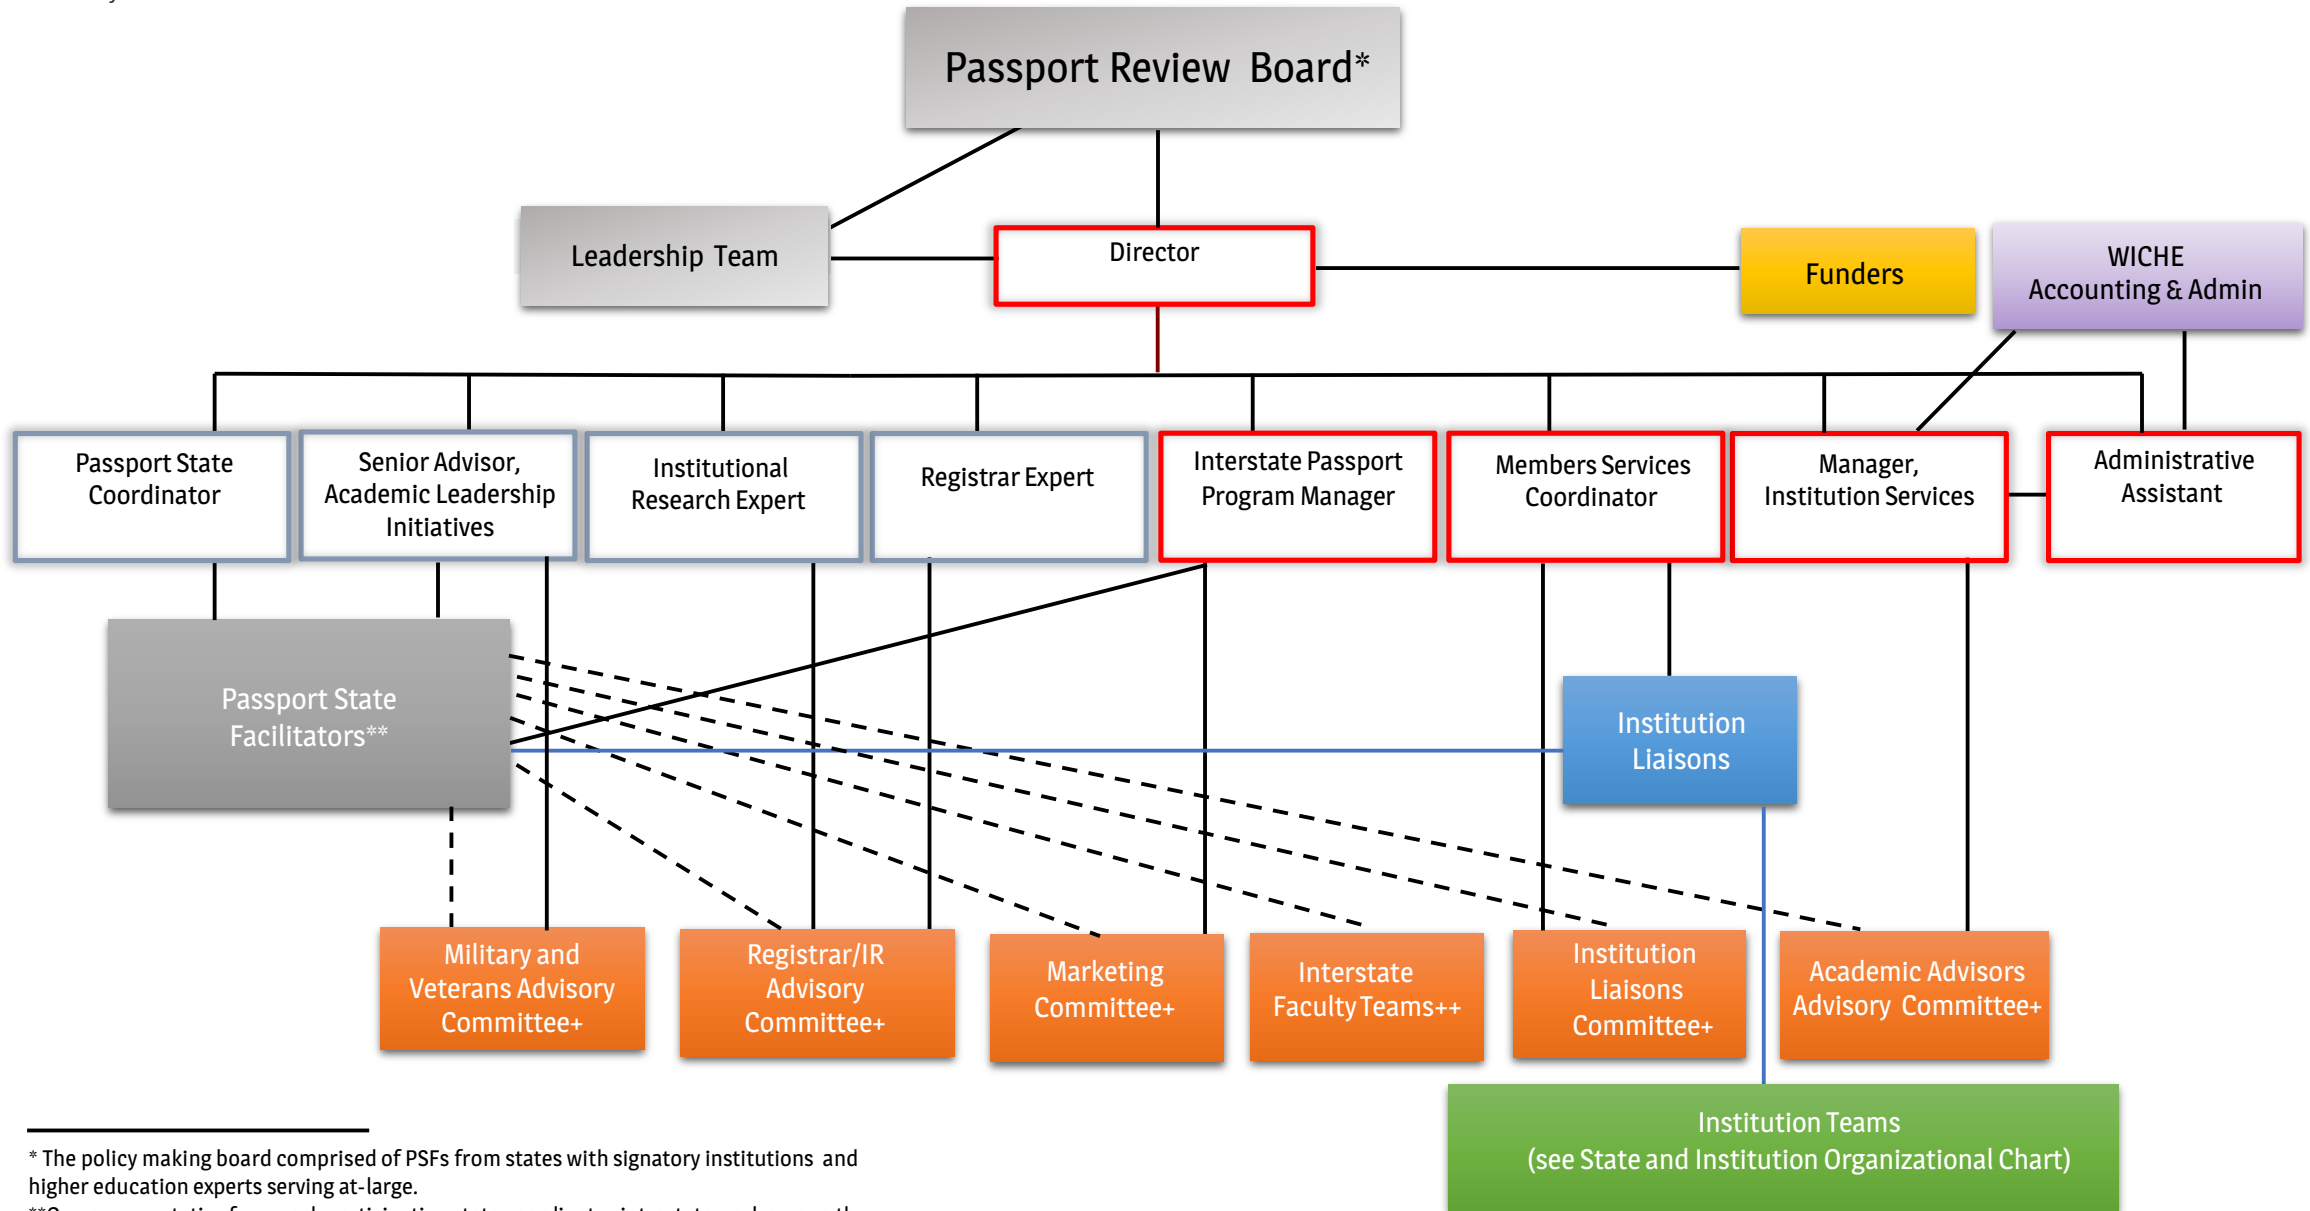 Passport Review Board*
Leadership Team
Director
Funders
WICHE
Accounting & Admin
Passport State
Coordinator
Senior Advisor,
Academic Leadership
Initiatives
Institutional
Research Expert
Registrar Expert
Interstate Passport
Program Manager
Members Services
Coordinator
Manager,
Institution Services
Administrative
Assistant
Passport State
Facilitators**
Institution
Liaisons
Military and
Veterans Advisory
Committee+
Registrar/IR
Advisory
Committee+
Marketing
Committee+
Interstate
Faculty Teams++
Institution
Liaisons
Committee+
Academic Advisors
Advisory Committee+
Institution Teams
(see State and Institution Organizational Chart)
* The policy making board comprised of PSFs from states with signatory institutions and
higher education experts serving at-large.